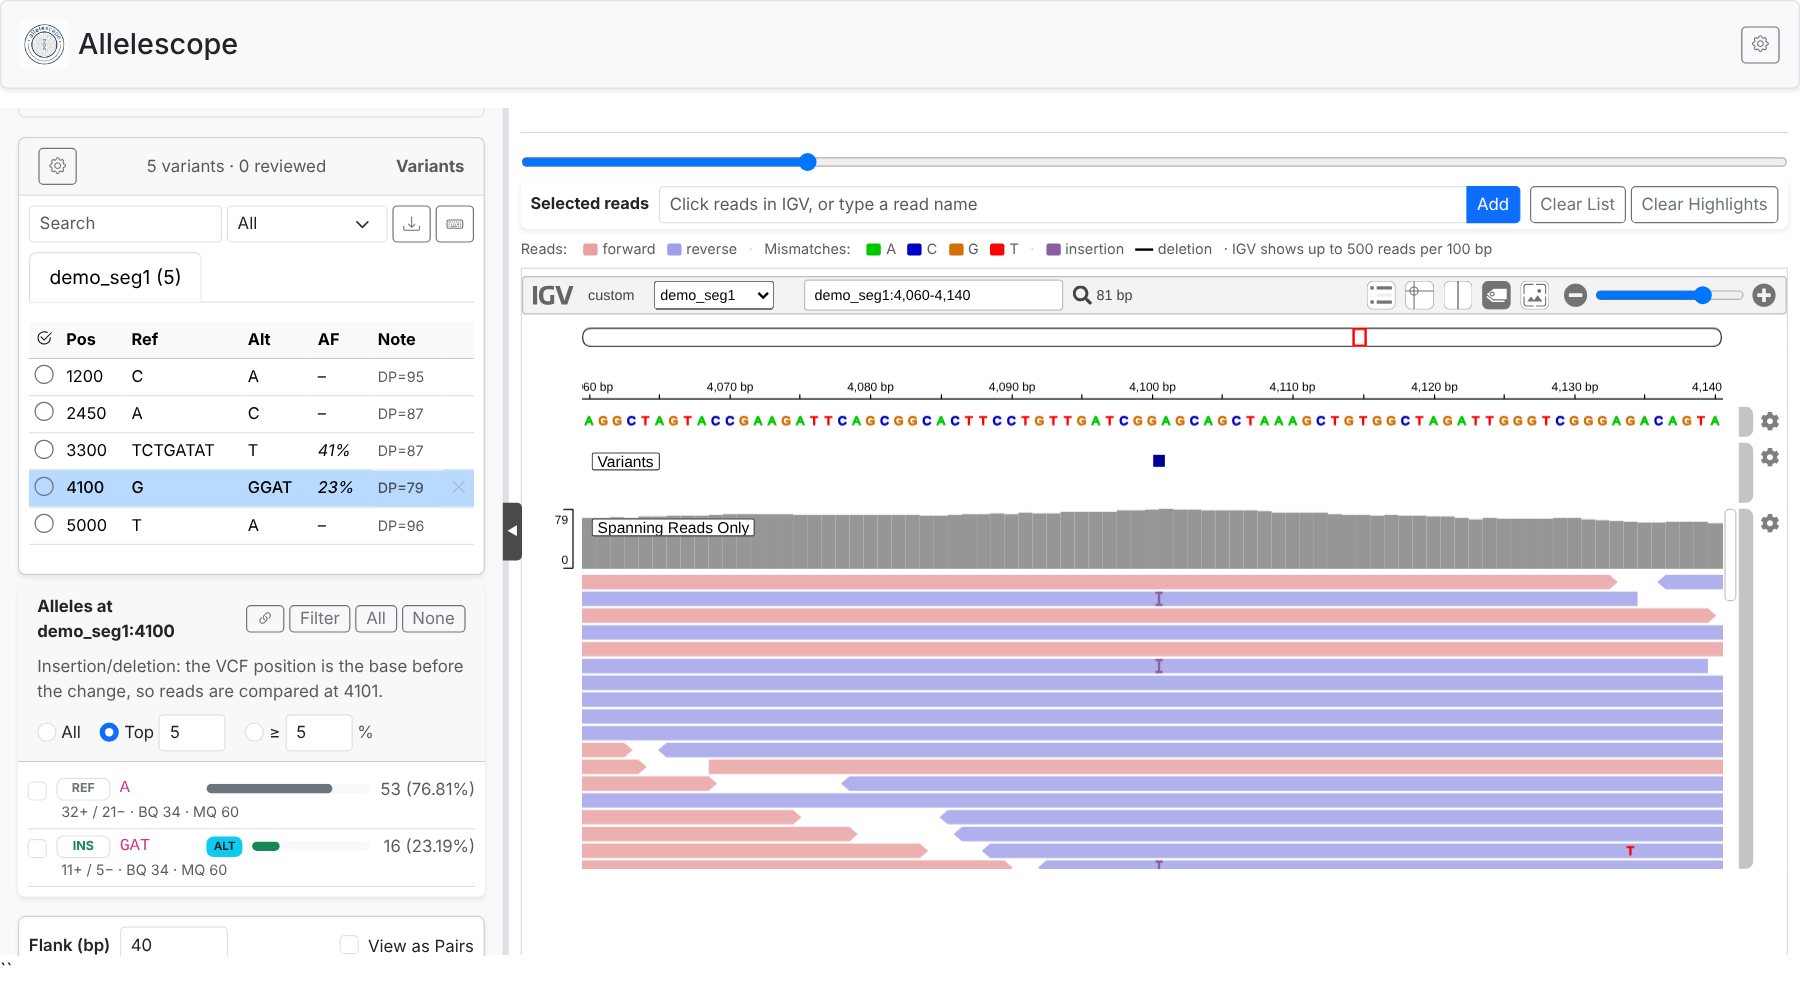 Allelescope
5 variants · 0 reviewed Variants
Search All
demo_seg1 (5)
Pos Ref Alt AF Note
1200 C A – DP=95
2450 A C – DP=87
3300 TCTGATAT T 41% DP=87
4100 G GGAT 23% DP=79
5000 T A – DP=96
Alleles at
demo_seg1:4100
Filter All None
Insertion/deletion: the VCF position is the base before
the change, so reads are compared at 4101.
All Top 5 ≥ 5 %
REF A 53 (76.81%)
32+ / 21− · BQ 34 · MQ 60
INS GAT ALT 16 (23.19%)
11+ / 5− · BQ 34 · MQ 60
Flank (bp) 40 View as Pairs
``
Selected reads Click reads in IGV, or type a read name Add Clear List Clear Highlights
Reads: forward reverse · Mismatches: A C G T · insertion deletion · IGV shows up to 500 reads per 100 bp
IGV custom demo_seg1 demo_seg1:4,060-4,140 81 bp
60 bp 4,070 bp 4,080 bp 4,090 bp 4,100 bp 4,110 bp 4,120 bp 4,130 bp 4,140
A G G C T A G T A C C G A A G A T T C A G C G G C A C T T C C T G T T G A T C G G A G C A G C T A A A G C T G T G G C T A G A T T G G G T C G G G A G A C A G T A
Variants
79
Spanning Reads Only
0
T